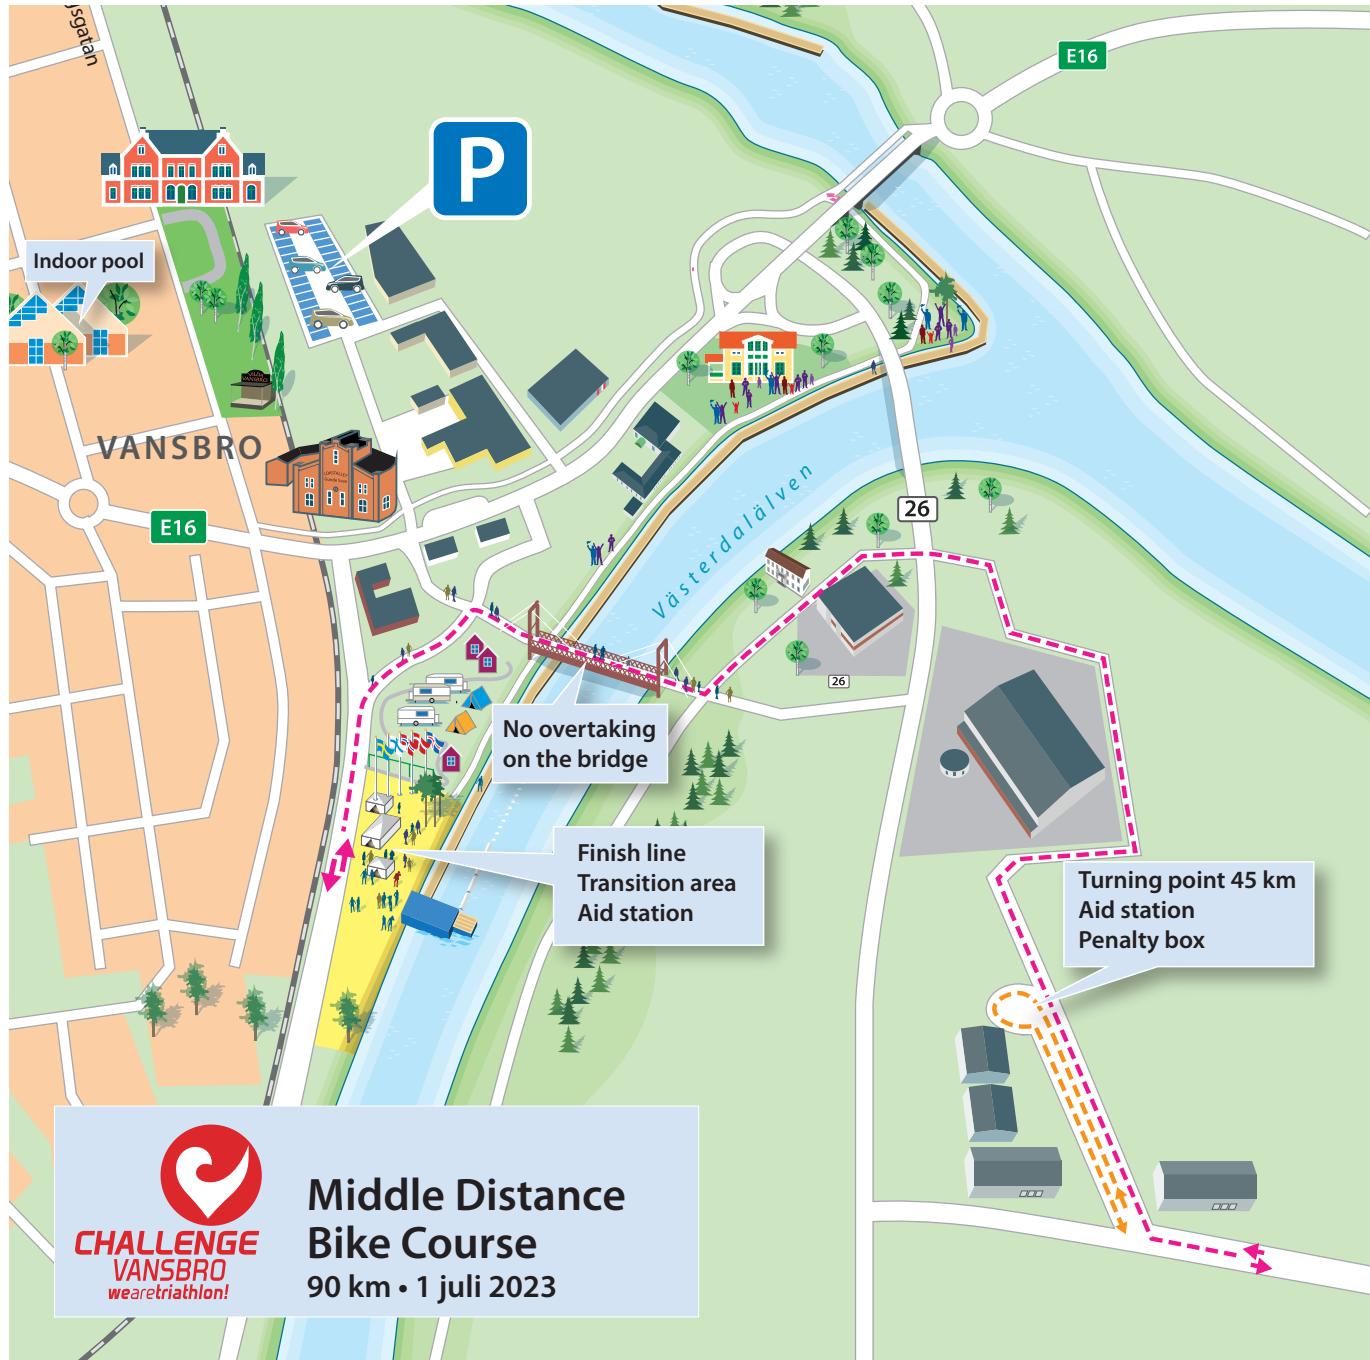 gsgatan
E16
P
Indoor pool
VANSBRO
E16
26
Västerdalälven
26
No overtaking
on the bridge
Finish line
Transition area
Aid station
Turning point 45 km
Aid station
Penalty box
CHALLENGE
VANSBRO
wearetriathlon!
Middle Distance
Bike Course
90 km • 1 juli 2023